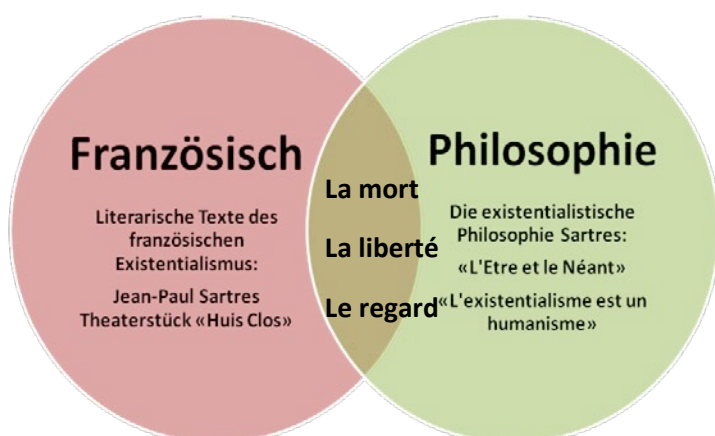 Französisch
Literarische Texte des
französischen
Existentialismus:
Jean-Paul Sartres
Theaterstück «Huis Clos»
La mort
La liberté
Le regard
Philosophie
Die existentialistische
Philosophie Sartres:
«L'Etre et le Néant»
«L'existentialisme est un
humanisme»